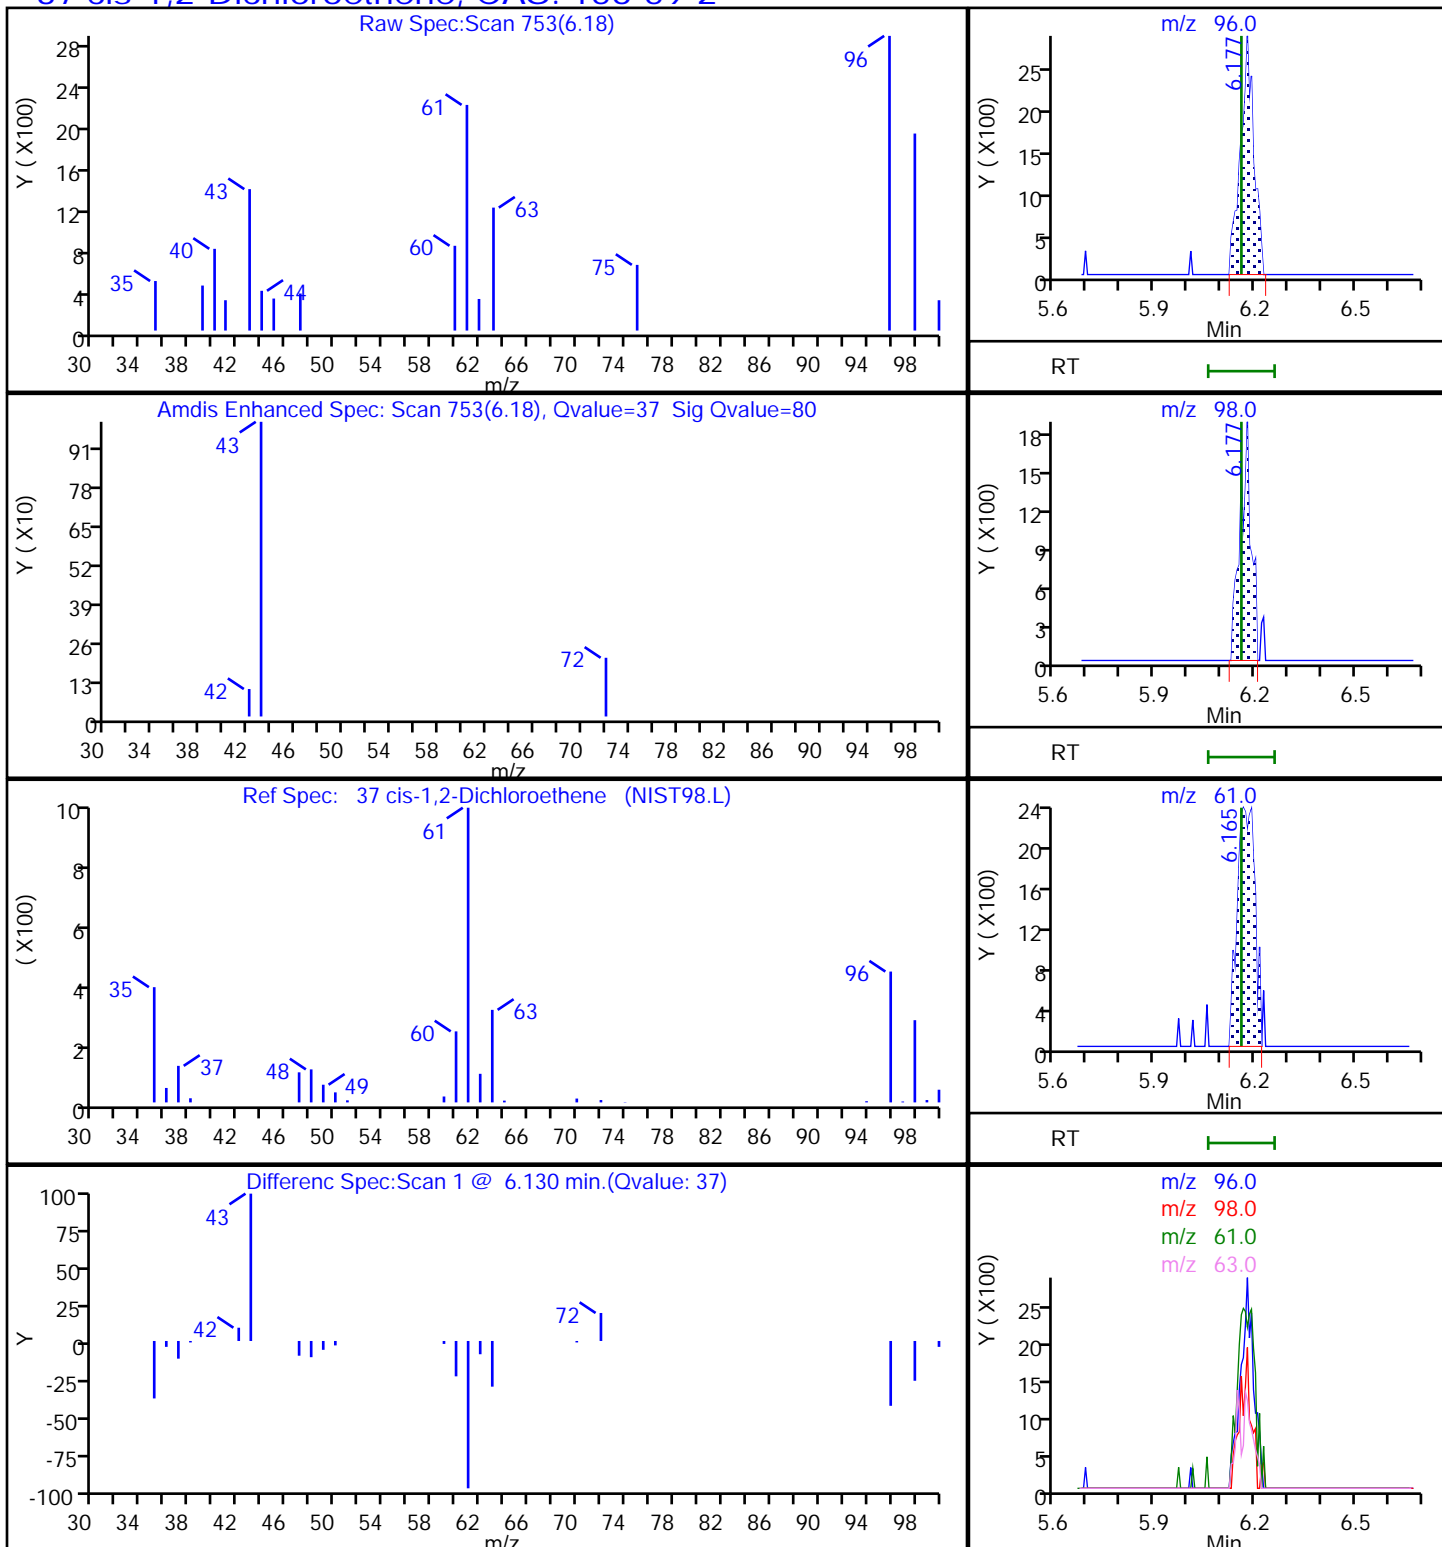 37 cis-1,2-Dichloroethene, CAS: 156-59-2
Raw Spec:Scan 753(6.18)
Y ( X100)
28
24
20
16
12
8
4
0
96
61
43
63
40
60
75
35
44
30 34 38 42 46 50 54 58 62 66 70 74 78 82 86 90 94 98
m/z
m/z 96.0
Y ( X100)
25
20
15
10
5
0
6.177
5.6 5.9 6.2 6.5
Min
RT
Amdis Enhanced Spec: Scan 753(6.18), Qvalue=37 Sig Qvalue=80
Y ( X10)
91
78
65
52
39
26
13
0
43
72
42
30 34 38 42 46 50 54 58 62 66 70 74 78 82 86 90 94 98
m/z
m/z 98.0
Y ( X100)
18
15
12
9
6
3
0
6.177
5.6 5.9 6.2 6.5
Min
RT
Ref Spec: 37 cis-1,2-Dichloroethene (NIST98.L)
( X100)
10
8
6
4
2
0
61
96
35
63
60
37
48
49
30 34 38 42 46 50 54 58 62 66 70 74 78 82 86 90 94 98
m/z
m/z 61.0
Y ( X100)
24
20
16
12
8
4
0
6.165
5.6 5.9 6.2 6.5
Min
RT
Differenc Spec:Scan 1 @ 6.130 min.(Qvalue: 37)
Y
100
75
50
25
0
-25
-50
-75
-100
43
72
42
30 34 38 42 46 50 54 58 62 66 70 74 78 82 86 90 94 98
m/z
m/z 96.0
m/z 98.0
m/z 61.0
m/z 63.0
Y ( X100)
25
20
15
10
5
0
5.6 5.9 6.2 6.5
Min